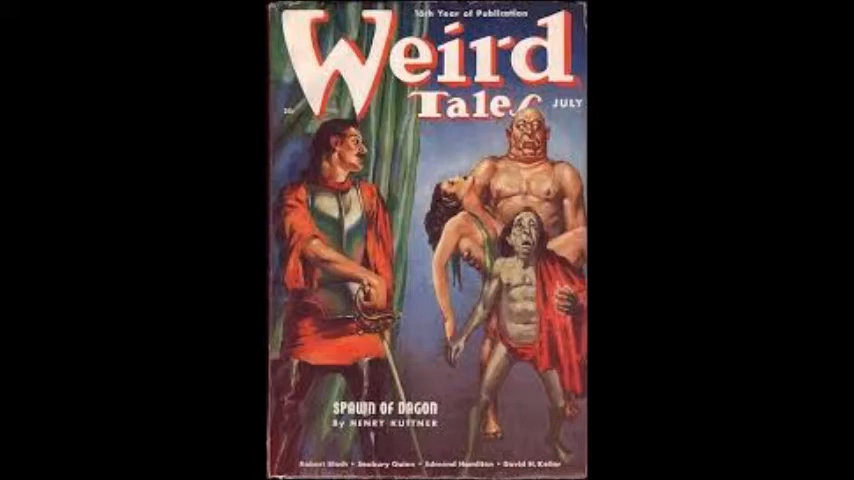 16th Year of Publication
Weird
Tales
JULY
SPAWN OF DAGON
By HENRY KUTTNER
Robert Bloch • Seabury Quinn • Edmond Hamilton • David H. Keller